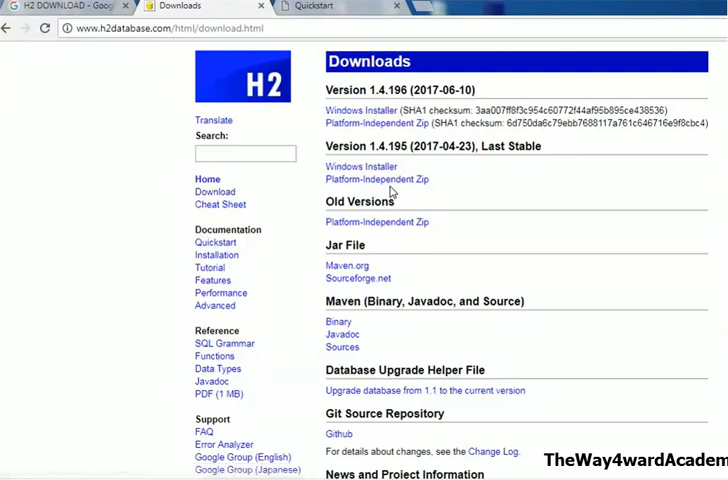 H2 DOWNLOAD - Goog
Downloads
Quickstart
www.h2database.com/html/download.html
H2
Translate
Search:
Home
Download
Cheat Sheet
Documentation
Quickstart
Installation
Tutorial
Features
Performance
Advanced
Reference
SQL Grammar
Functions
Data Types
Javadoc
PDF (1 MB)
Support
FAQ
Error Analyzer
Google Group (English)
Google Group (Japanese)
Downloads
Version 1.4.196 (2017-06-10)
Windows Installer (SHA1 checksum: 3aa007ff8f3c954c60772f44af95b895ce438536)
Platform-Independent Zip (SHA1 checksum: 6d750da6c79ebb7688117a761c646716e9f8cbc4)
Version 1.4.195 (2017-04-23), Last Stable
Windows Installer
Platform-Independent Zip
Old Versions
Platform-Independent Zip
Jar File
Maven.org
Sourceforge.net
Maven (Binary, Javadoc, and Source)
Binary
Javadoc
Sources
Database Upgrade Helper File
Upgrade database from 1.1 to the current version
Git Source Repository
Github
For details about changes, see the Change Log.
News and Project Information
TheWay4wardAcadem